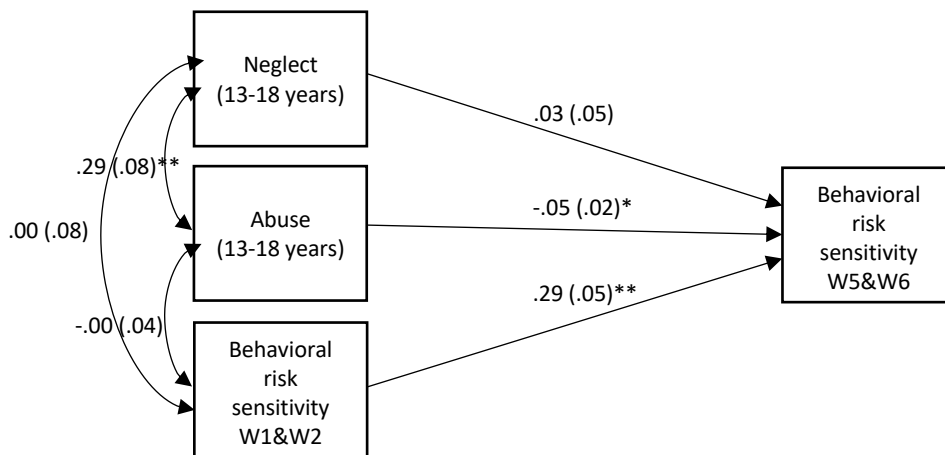 Neglect
(13-18 years)
.03 (.05)
.29 (.08)**
Abuse
(13-18 years)
-.05 (.02)*
Behavioral
risk
sensitivity
W5&W6
.00 (.08)
.29 (.05)**
-.00 (.04)
Behavioral
risk
sensitivity
W1&W2